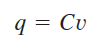 q = Cv